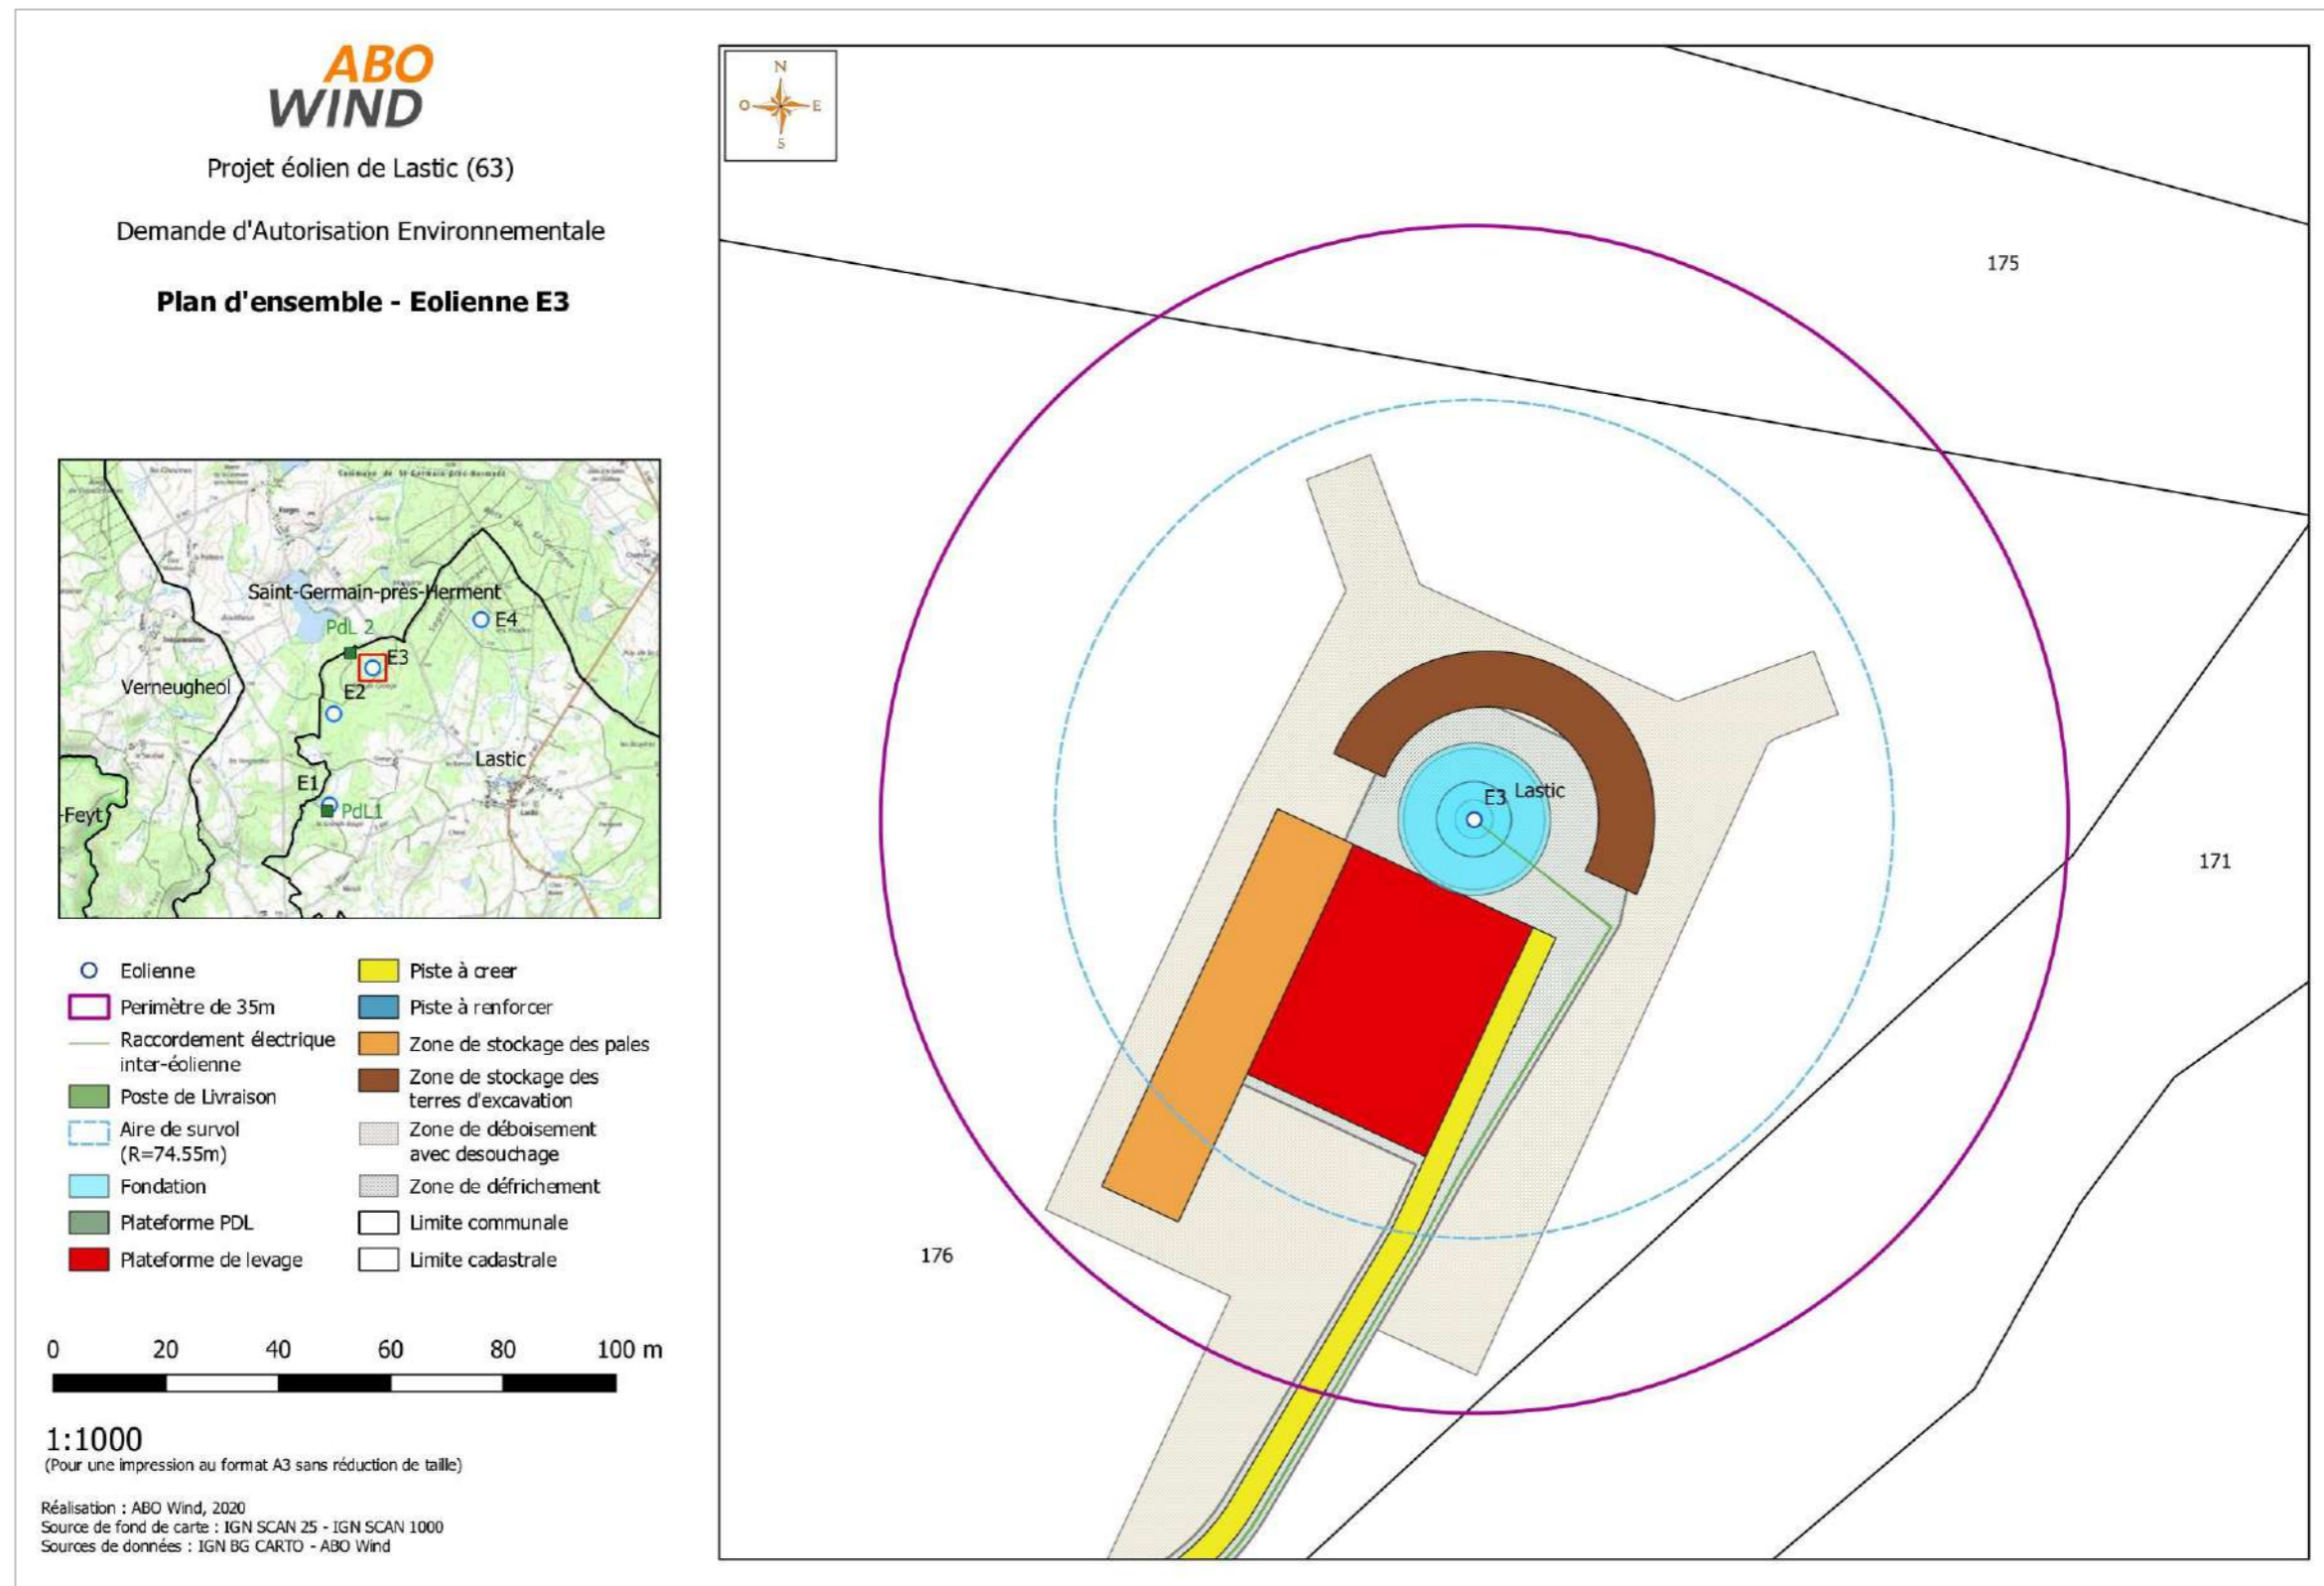 ABO
WIND
Projet éolien de Lastic (63)
Demande d'Autorisation Environnementale
Plan d'ensemble - Eolienne E3
Saint-Germain-près-Herment
PdL 2
E4
E3
Verneugheol
E2
Lastic
E1
PdL1
-Feyt
Eolienne
Perimètre de 35m
Raccordement électrique
inter-éolienne
Poste de Livraison
Aire de survol
(R=74.55m)
Fondation
Plateforme PDL
Plateforme de levage
Piste à creer
Piste à renforcer
Zone de stockage des pales
Zone de stockage des
terres d'excavation
Zone de déboisement
avec desouchage
Zone de défrichement
Limite communale
Limite cadastrale
0 20 40 60 80 100 m
1:1000
(Pour une impression au format A3 sans réduction de taille)
Réalisation : ABO Wind, 2020
Source de fond de carte : IGN SCAN 25 - IGN SCAN 1000
Sources de données : IGN BG CARTO - ABO Wind
N
O E
S
175
E3 Lastic
171
176